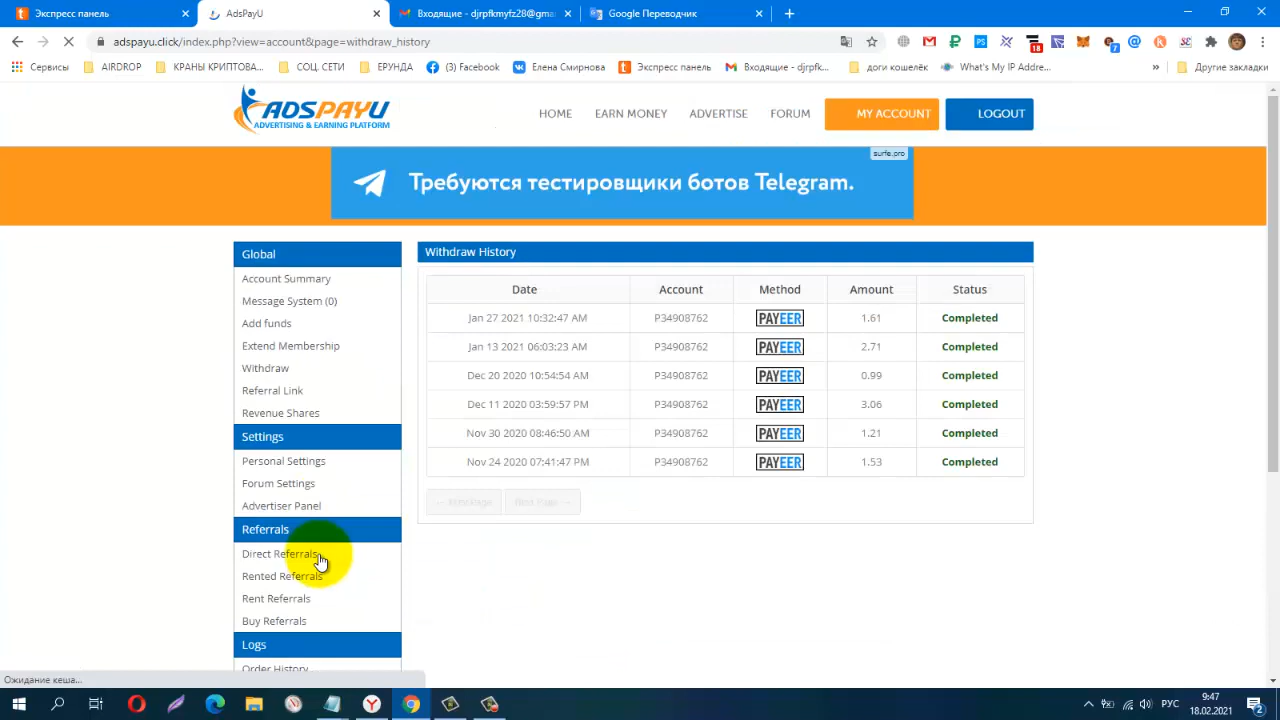 Экспресс панель
AdsPayU
Входящие - djrpfkmyfz28@gma
Google Переводчик
adspayu.click/index.php?view=account&page=withdraw_history
18
7
Сервисы
AIRDROP
КРАНЫ КРИПТОВА...
СОЦ. СЕТИ
ЕРУНДА
(3) Facebook
Елена Смирнова
Экспресс панель
Входящие - djrpfk...
доги кошелёк
What's My IP Addre...
Другие закладки
ADSPAYU
ADVERTISING & EARNING PLATFORM
HOME
EARN MONEY
ADVERTISE
FORUM
MY ACCOUNT
LOGOUT
surfe.pro
Требуются тестировщики ботов Telegram.
Global
Account Summary
Message System (0)
Add funds
Extend Membership
Withdraw
Referral Link
Revenue Shares
Settings
Personal Settings
Forum Settings
Advertiser Panel
Referrals
Direct Referrals
Rented Referrals
Rent Referrals
Buy Referrals
Logs
Order History
Withdraw History
Date Account Method Amount Status
Jan 27 2021 10:32:47 AM P34908762 PAYEER 1.61 Completed
Jan 13 2021 06:03:23 AM P34908762 PAYEER 2.71 Completed
Dec 20 2020 10:54:54 AM P34908762 PAYEER 0.99 Completed
Dec 11 2020 03:59:57 PM P34908762 PAYEER 3.06 Completed
Nov 30 2020 08:46:50 AM P34908762 PAYEER 1.21 Completed
Nov 24 2020 07:41:47 PM P34908762 PAYEER 1.53 Completed
Ожидание кеша...
РУС
9:47
18.02.2021
2